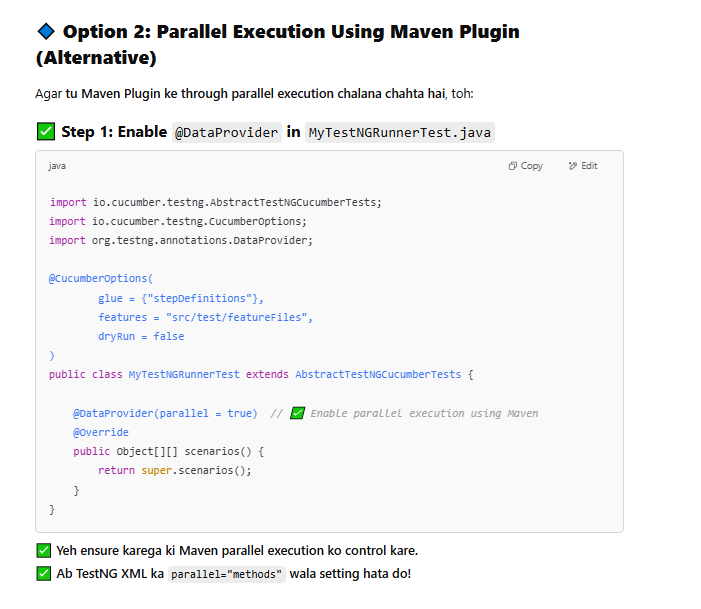 🔷 Option 2: Parallel Execution Using Maven Plugin
(Alternative)
Agar tu Maven Plugin ke through parallel execution chalana chahta hai, toh:
✅ Step 1: Enable @DataProvider in MyTestNGRunnerTest.java
java Copy Edit
import io.cucumber.testng.AbstractTestNGCucumberTests;
import io.cucumber.testng.CucumberOptions;
import org.testng.annotations.DataProvider;
@CucumberOptions(
        glue = {"stepDefinitions"},
        features = "src/test/featureFiles",
        dryRun = false
)
public class MyTestNGRunnerTest extends AbstractTestNGCucumberTests {
    @DataProvider(parallel = true)  // ✅ Enable parallel execution using Maven
    @Override
    public Object[][] scenarios() {
        return super.scenarios();
    }
}
✅ Yeh ensure karega ki Maven parallel execution ko control kare.
✅ Ab TestNG XML ka parallel="methods" wala setting hata do!